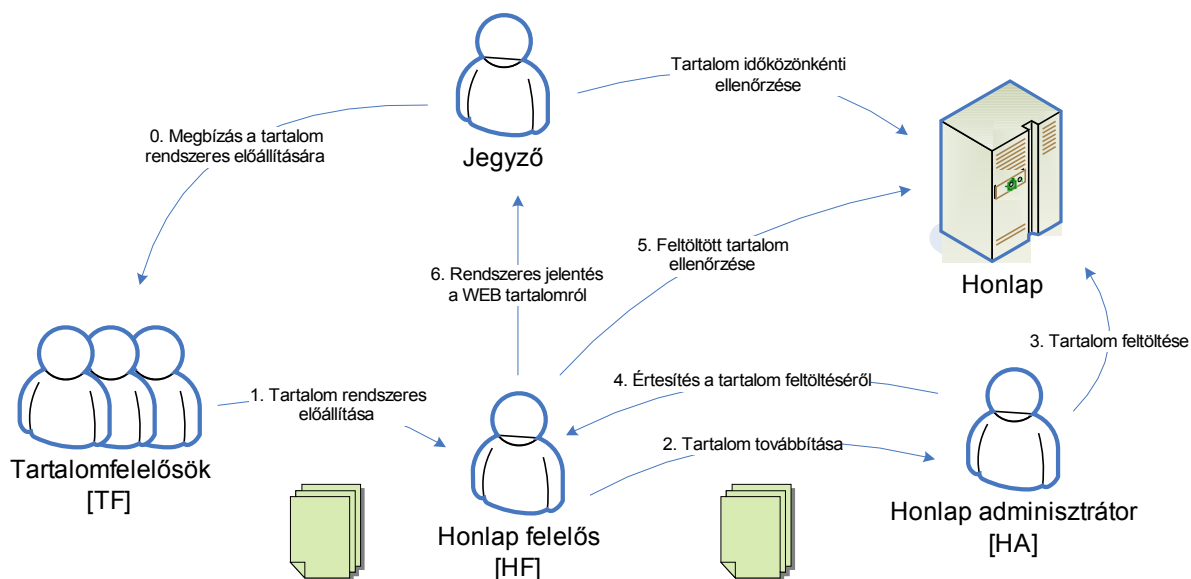 Tartalom időközönkénti
ellenőrzése
0. Megbízás a tartalom
rendszeres előállítására
Jegyző
5. Feltöltött tartalom
ellenőrzése
6. Rendszeres jelentés
a WEB tartalomról
Honlap
3. Tartalom feltöltése
1. Tartalom rendszeres
előállítása
4. Értesítés a tartalom feltöltéséről
2. Tartalom továbbítása
Tartalomfelelősök
[TF]
Honlap felelős
[HF]
Honlap adminisztrátor
[HA]